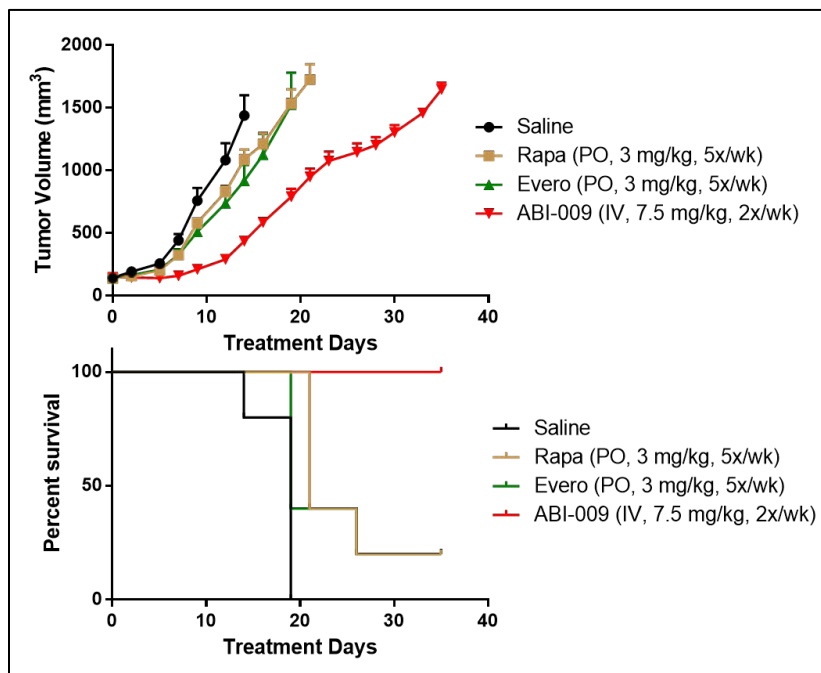 2000
1500
1000
500
0
Tumor Volume (mm³)
0 10 20 30 40
Treatment Days
Saline
Rapa (PO, 3 mg/kg, 5x/wk)
Evero (PO, 3 mg/kg, 5x/wk)
ABI-009 (IV, 7.5 mg/kg, 2x/wk)
100
50
0
Percent survival
0 10 20 30 40
Treatment Days
Saline
Rapa (PO, 3 mg/kg, 5x/wk)
Evero (PO, 3 mg/kg, 5x/wk)
ABI-009 (IV, 7.5 mg/kg, 2x/wk)